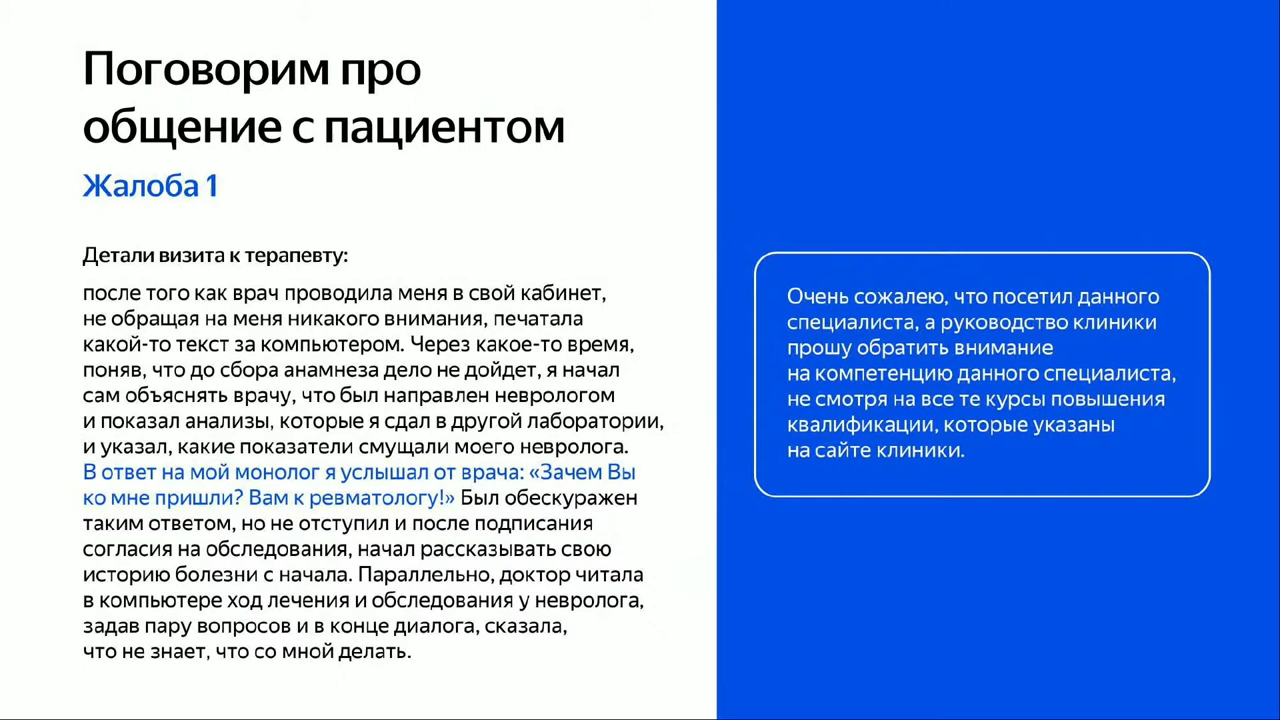 Поговорим про
общение с пациентом
Жалоба 1
Детали визита к терапевту:
после того как врач проводила меня в свой кабинет,
не обращая на меня никакого внимания, печатала
какой-то текст за компьютером. Через какое-то время,
поняв, что до сбора анамнеза дело не дойдет, я начал
сам объяснять врачу, что был направлен неврологом
и показал анализы, которые я сдал в другой лаборатории,
и указал, какие показатели смущали моего невролога.
В ответ на мой монолог я услышал от врача: «Зачем Вы
ко мне пришли? Вам к ревматологу!» Был обескуражен
таким ответом, но не отступил и после подписания
согласия на обследования, начал рассказывать свою
историю болезни с начала. Параллельно, доктор читала
в компьютере ход лечения и обследования у невролога,
задав пару вопросов и в конце диалога, сказала,
что не знает, что со мной делать.
Очень сожалею, что посетил данного
специалиста, а руководство клиники
прошу обратить внимание
на компетенцию данного специалиста,
не смотря на все те курсы повышения
квалификации, которые указаны
на сайте клиники.